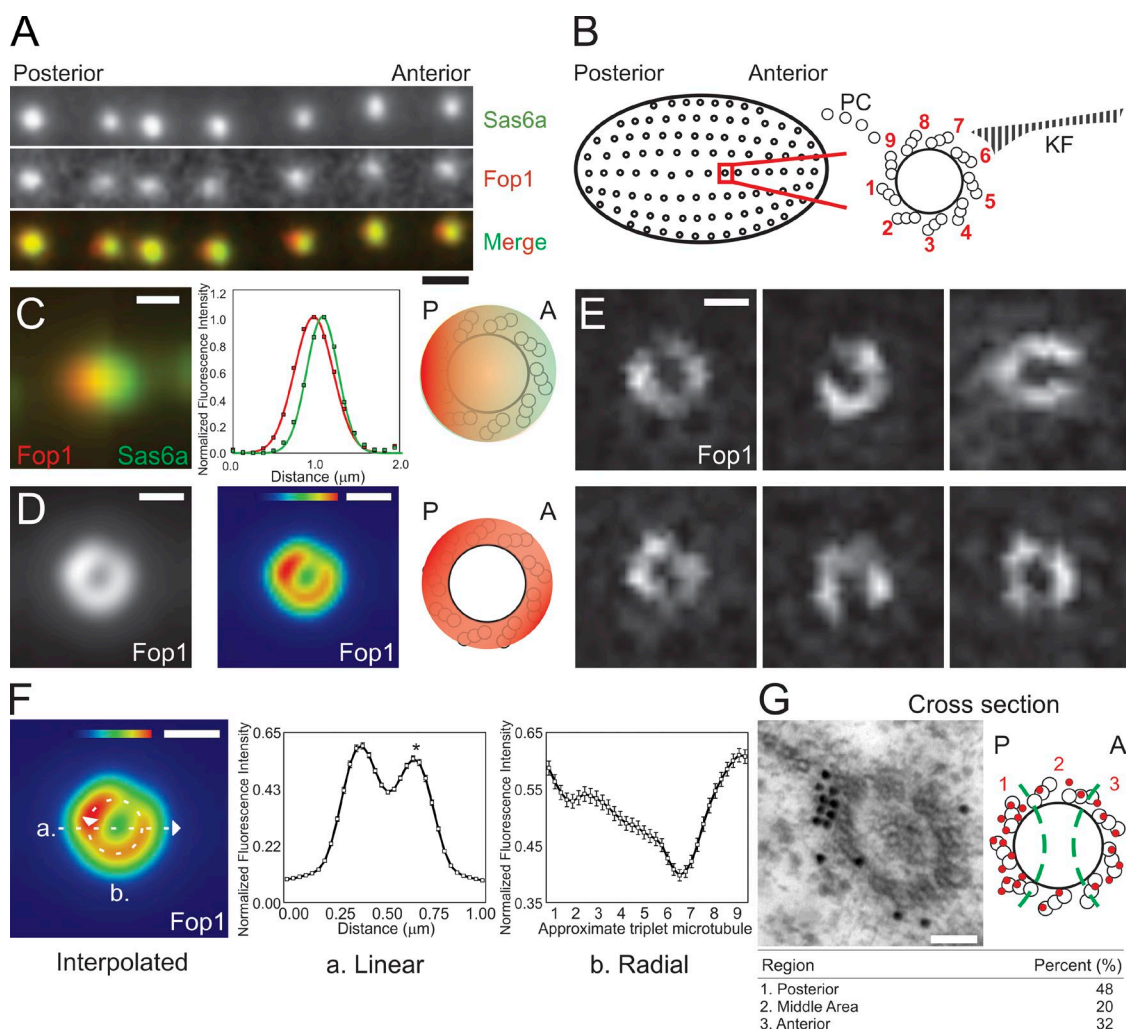 A
Posterior Anterior
Sas6a
Fop1
Merge
B
Posterior Anterior
PC
KF
1 2 3 4 5 6 7 8 9
C
Fop1 Sas6a
Normalized Fluorescence Intensity
1.2
1.0
0.8
0.6
0.4
0.2
0.0
0.0 1.0 2.0
Distance (μm)
P A
D
Fop1
Fop1
P A
E
Fop1
F
a.
b.
Fop1
Interpolated
Normalized Fluorescence Intensity
0.65
0.43
0.22
0.00
*
0.00 0.25 0.50 0.75 1.00
Distance (μm)
a. Linear
Normalized Fluorescence Intensity
0.65
0.55
0.45
0.35
1 2 3 4 5 6 7 8 9
Approximate triplet microtubule
b. Radial
G
Cross section
P A
1 2 3
Region Percent (%)
1. Posterior 48
2. Middle Area 20
3. Anterior 32